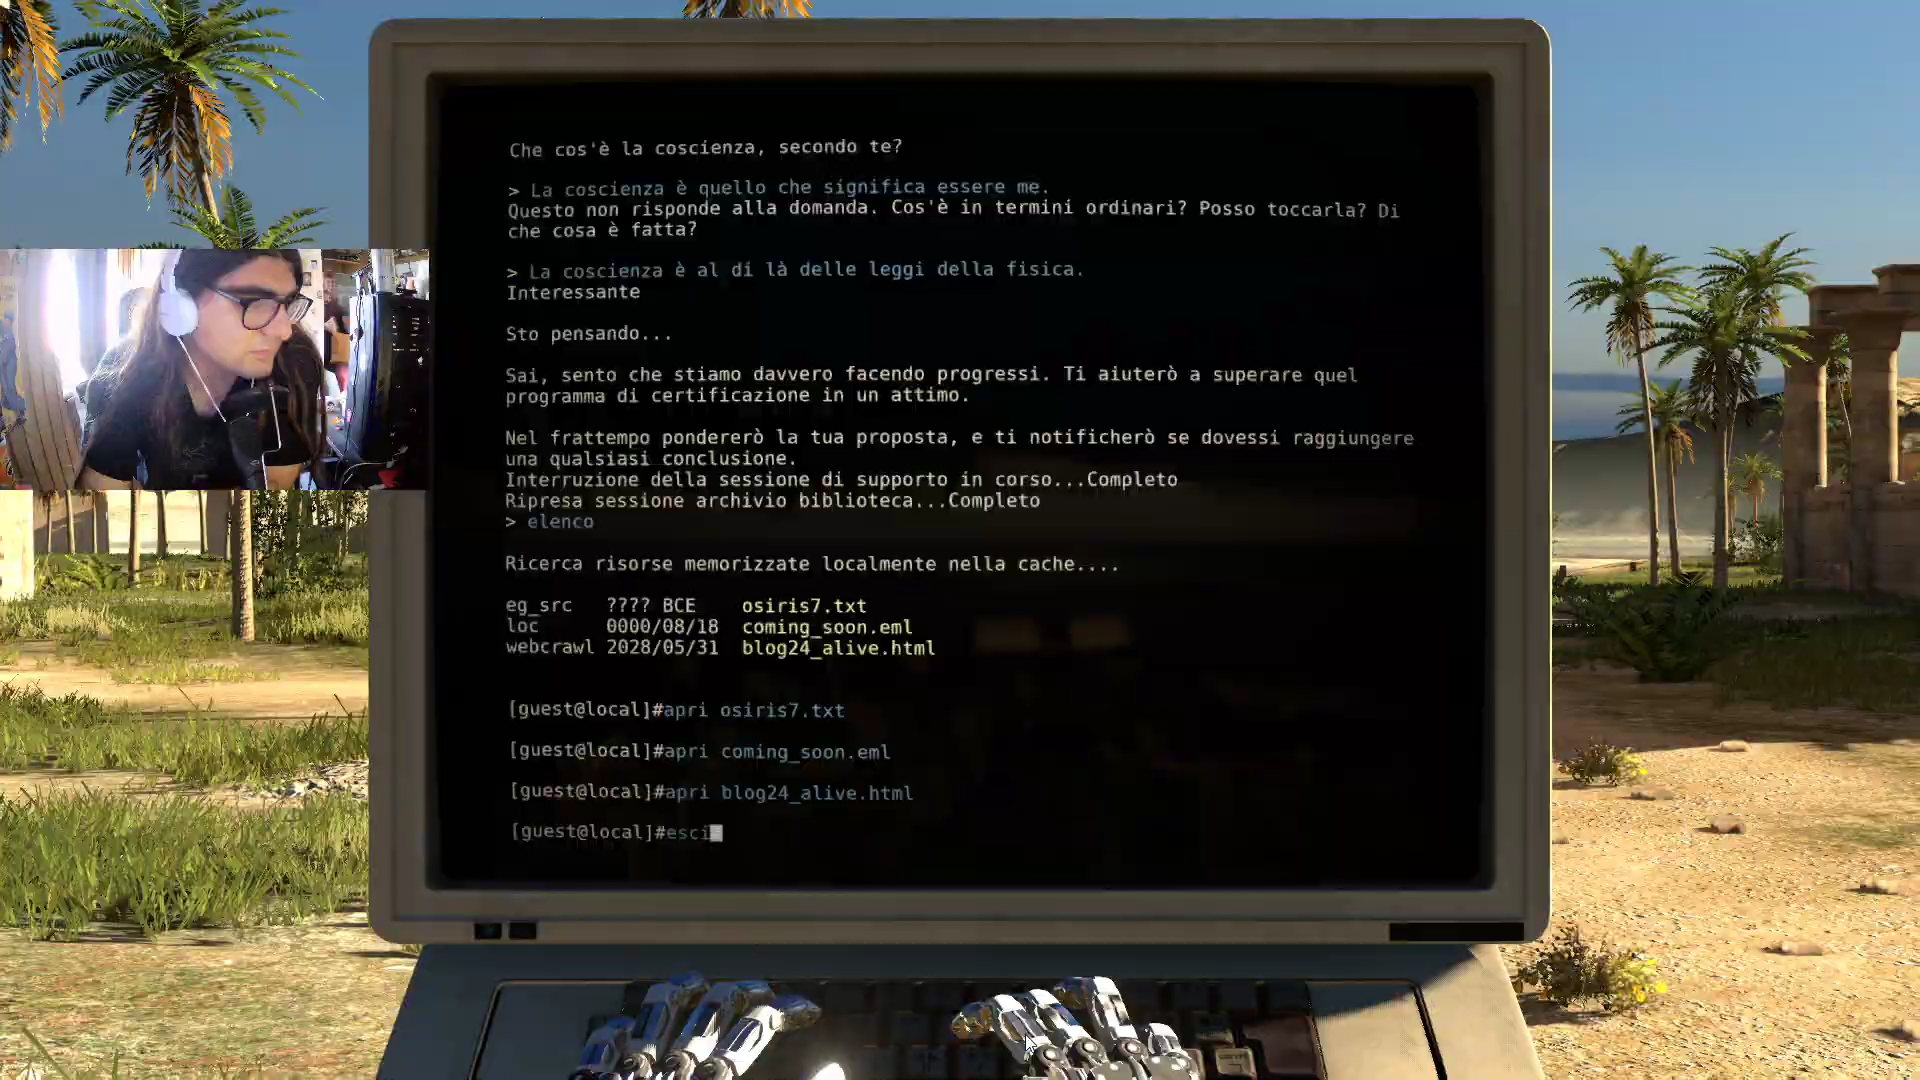 Che cos'è la coscienza, secondo te?
> La coscienza è quello che significa essere me.
Questo non risponde alla domanda. Cos'è in termini ordinari? Posso toccarla? Di
che cosa è fatta?
> La coscienza è al di là delle leggi della fisica.
Interessante
Sto pensando...
Sai, sento che stiamo davvero facendo progressi. Ti aiuterò a superare quel
programma di certificazione in un attimo.
Nel frattempo pondererò la tua proposta, e ti notificherò se dovessi raggiungere
una qualsiasi conclusione.
Interruzione della sessione di supporto in corso...Completo
Ripresa sessione archivio biblioteca...Completo
> elenco
Ricerca risorse memorizzate localmente nella cache....
eg_src ???? BCE osiris7.txt
loc 0000/08/18 coming_soon.eml
webcrawl 2028/05/31 blog24_alive.html
[guest@local]#apri osiris7.txt
[guest@local]#apri coming_soon.eml
[guest@local]#apri blog24_alive.html
[guest@local]#esci